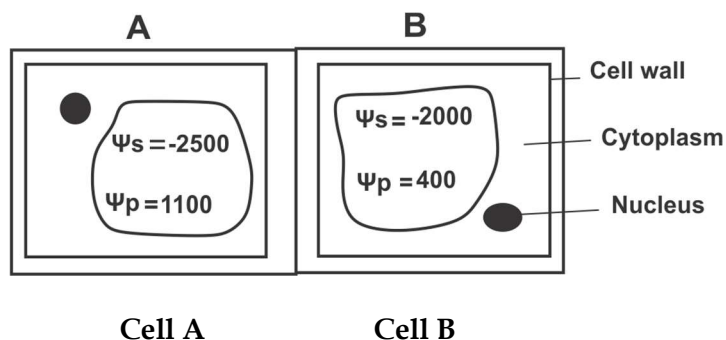 A
B
Cell wall
Ψs = -2500
Ψs = -2000
Cytoplasm
Ψp = 1100
Ψp = 400
Nucleus
Cell A
Cell B